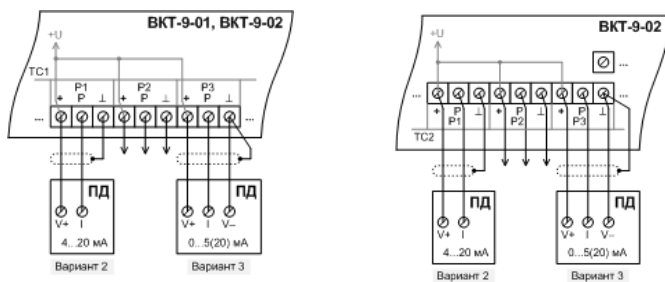 ВКТ-9-01, ВКТ-9-02
+U
ТС1
P1 P2 P3
+ P ⊥ + P ⊥ + P ⊥
... ...
ПД ПД
V+ I V+ I V–
4...20 мА 0...5(20) мА
Вариант 2 Вариант 3
ВКТ-9-02
+U
...
... ...
+ P ⊥ + P ⊥ + P ⊥
P1 P2 P3
ТС2
ПД ПД
V+ I V+ I V–
4...20 мА 0...5(20) мА
Вариант 2 Вариант 3